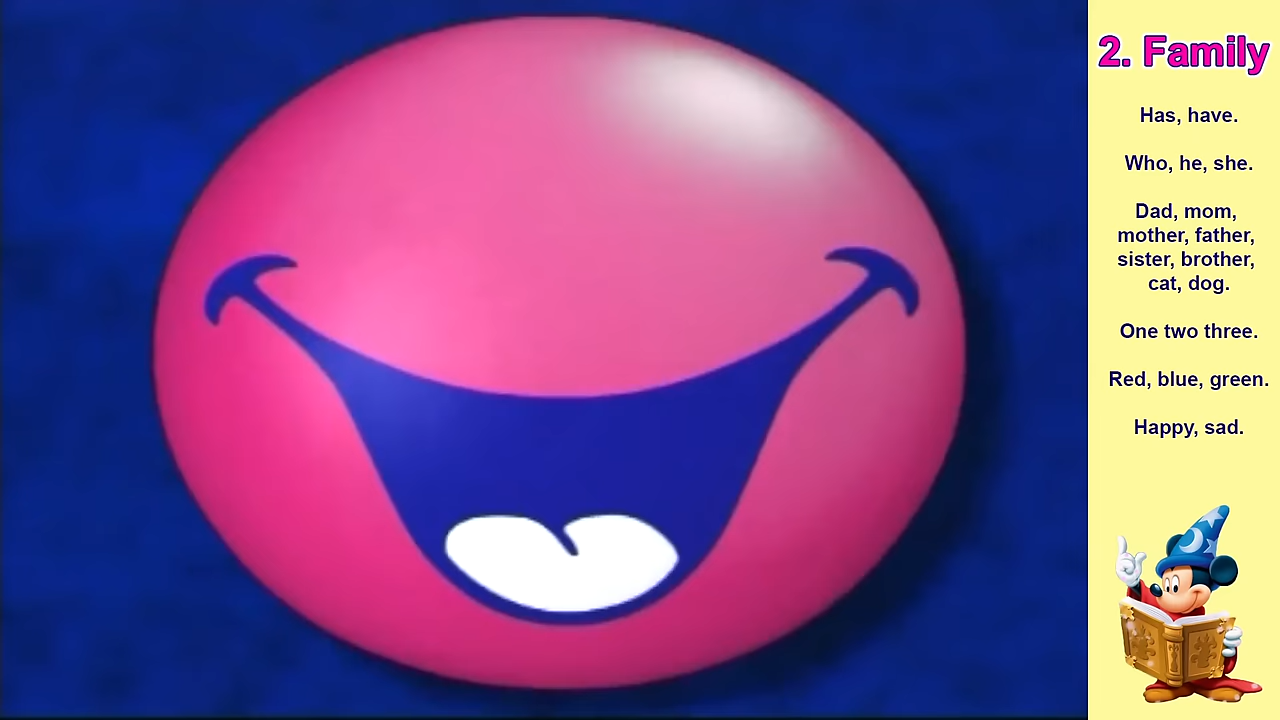 2. Family
Has, have.
Who, he, she.
Dad, mom,
mother, father,
sister, brother,
cat, dog.
One two three.
Red, blue, green.
Happy, sad.